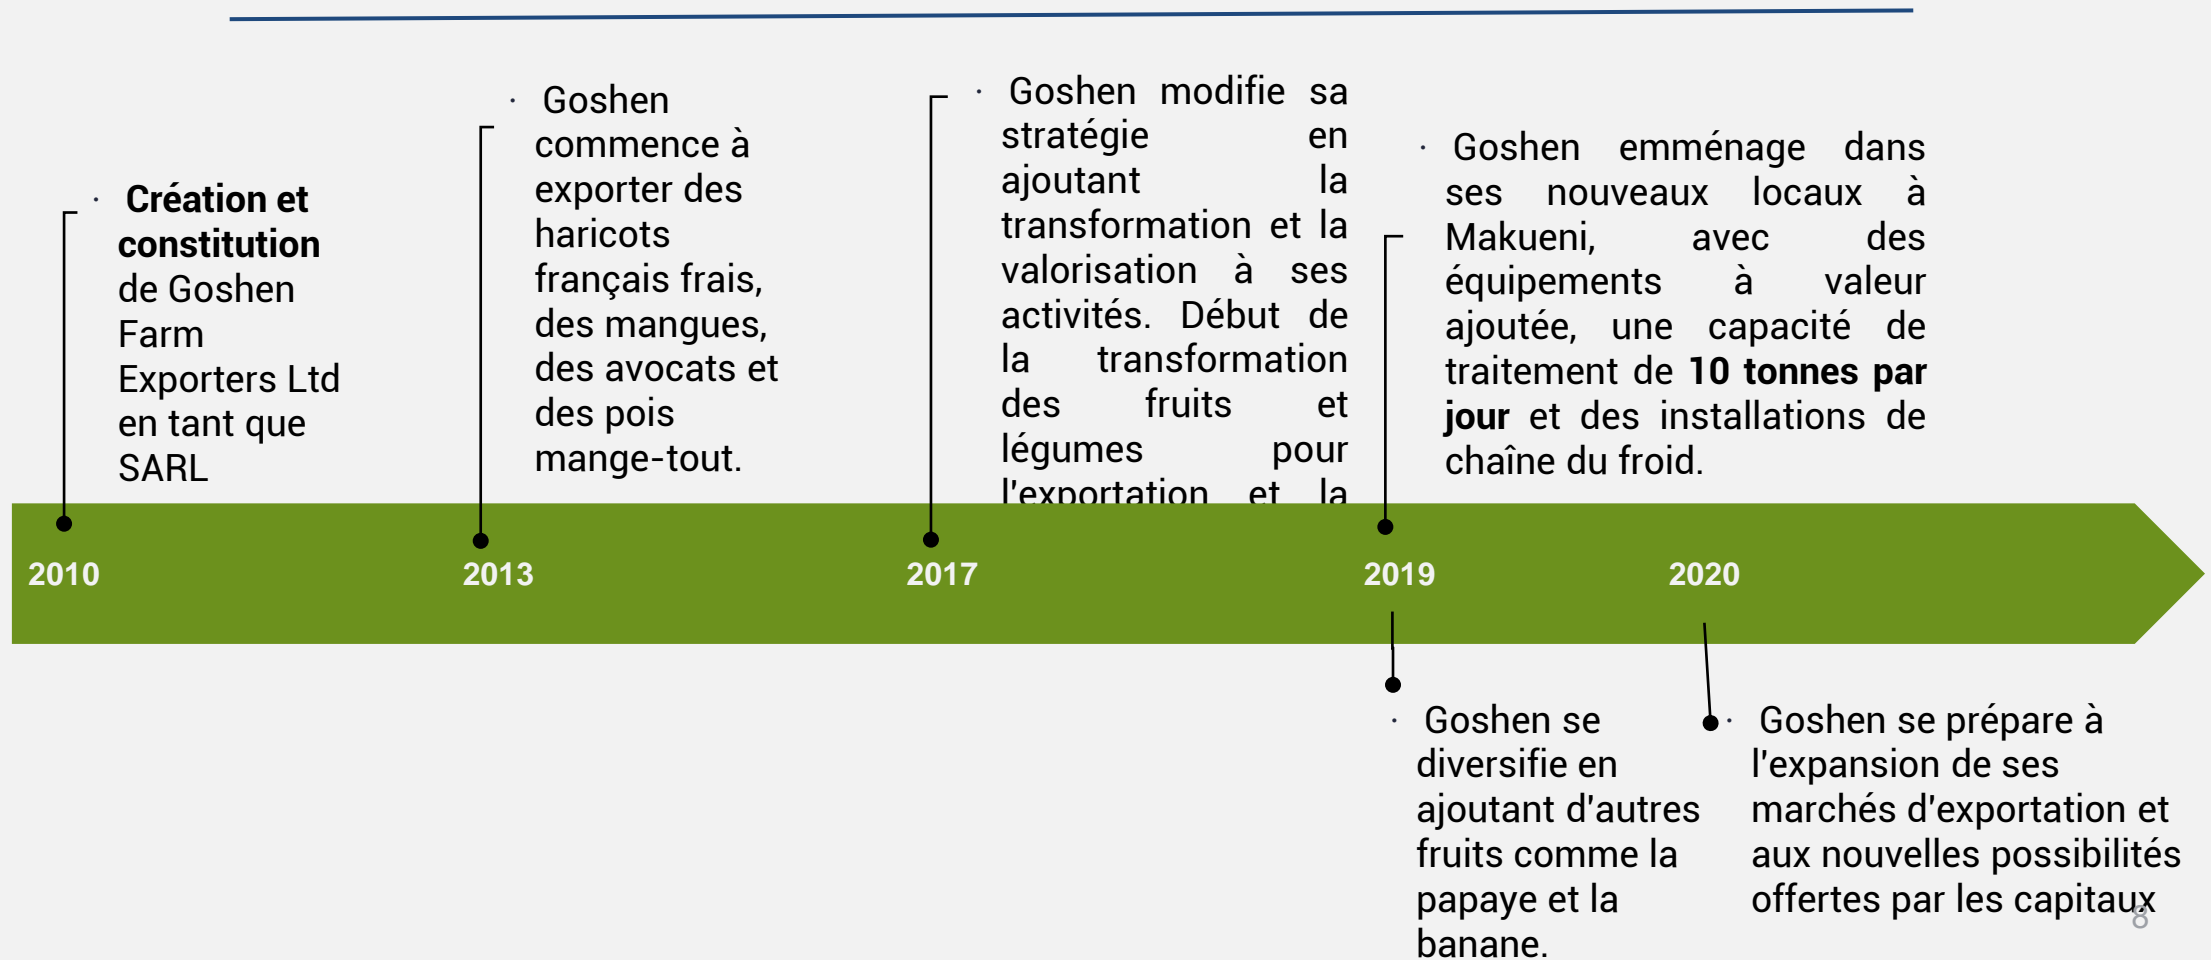 · Création et
constitution
de Goshen
Farm
Exporters Ltd
en tant que
SARL
· Goshen
commence à
exporter des
haricots
français frais,
des mangues,
des avocats et
des pois
mange-tout.
· Goshen modifie sa
stratégie en
ajoutant la
transformation et la
valorisation à ses
activités. Début de
la transformation
des fruits et
légumes pour
l'exportation et la
· Goshen emménage dans
ses nouveaux locaux à
Makueni, avec des
équipements à valeur
ajoutée, une capacité de
traitement de 10 tonnes par
jour et des installations de
chaîne du froid.
2010
2013
2017
2019
2020
· Goshen se
diversifie en
ajoutant d'autres
fruits comme la
papaye et la
banane.
· Goshen se prépare à
l'expansion de ses
marchés d'exportation et
aux nouvelles possibilités
offertes par les capitaux
8